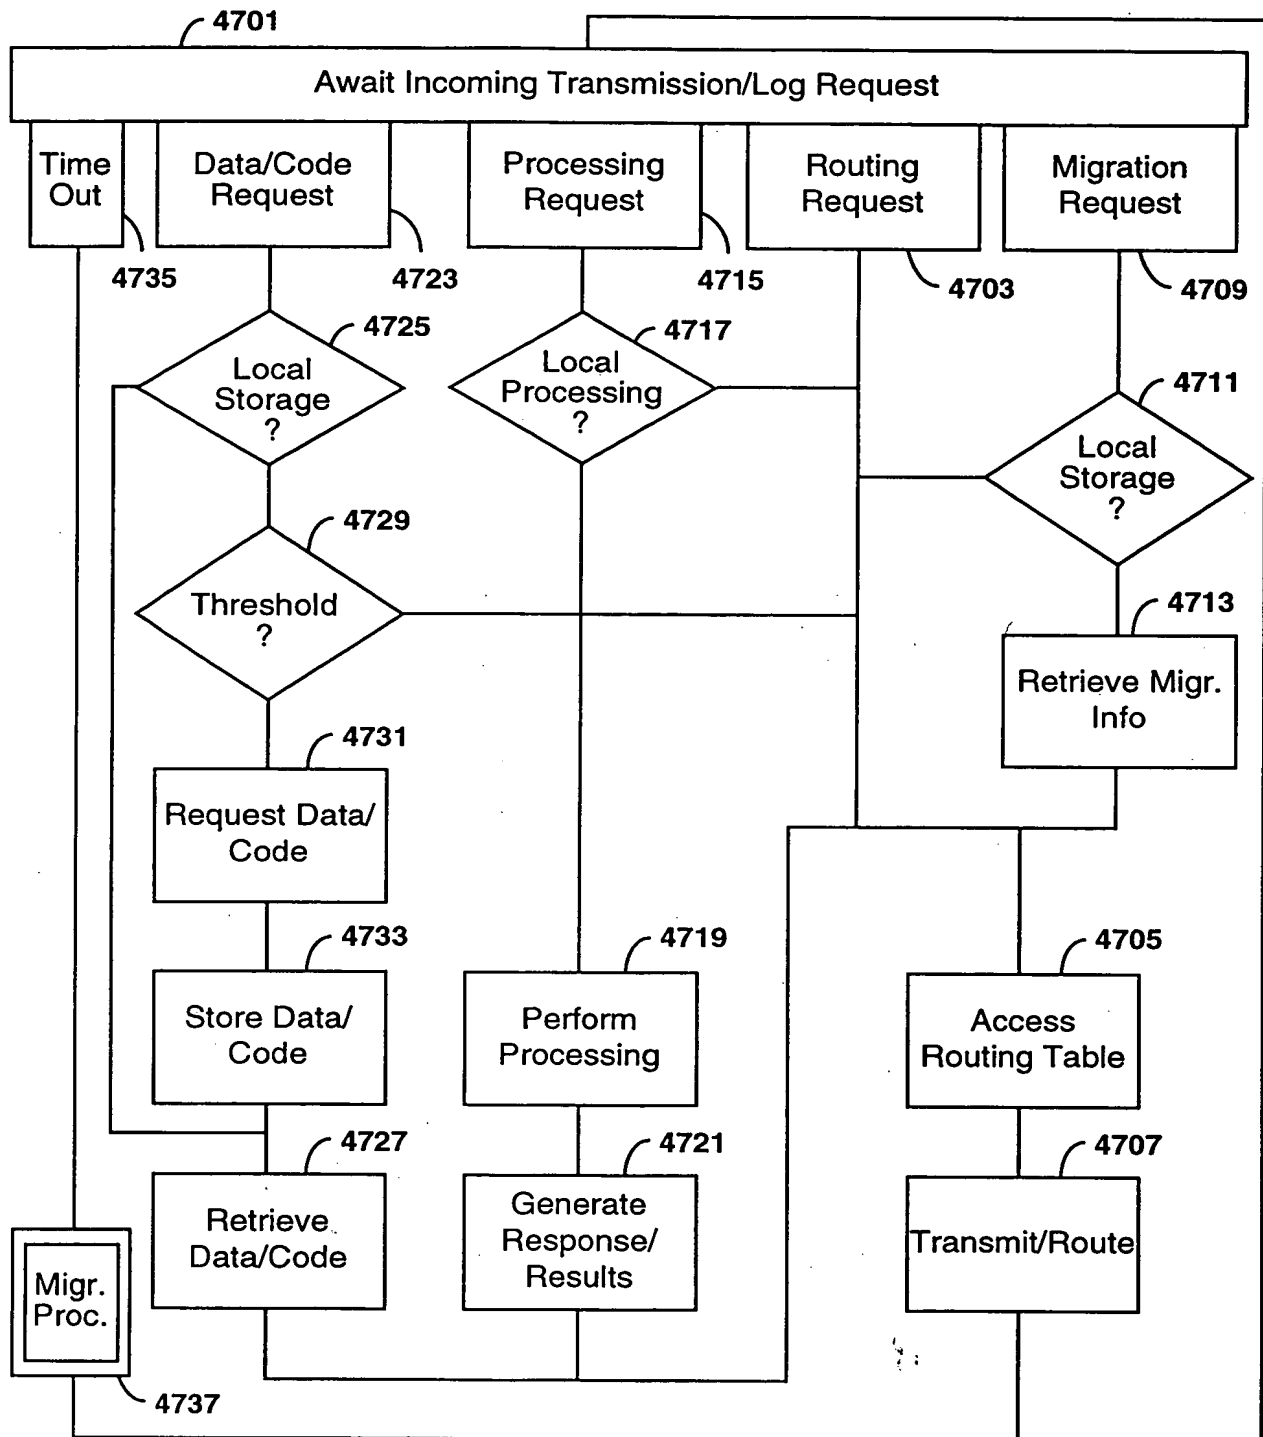 4701
Await Incoming Transmission/Log Request
Time
Out
Data/Code
Request
Processing
Request
Routing
Request
Migration
Request
4735
4723
4715
4703
4709
4725
Local
Storage
?
4717
Local
Processing
?
4711
Local
Storage
?
4729
Threshold
?
4713
Retrieve Migr.
Info
4731
Request Data/
Code
4733
Store Data/
Code
4719
Perform
Processing
4705
Access
Routing Table
4727
Retrieve
Data/Code
4721
Generate
Response/
Results
4707
Transmit/Route
Migr.
Proc.
4737